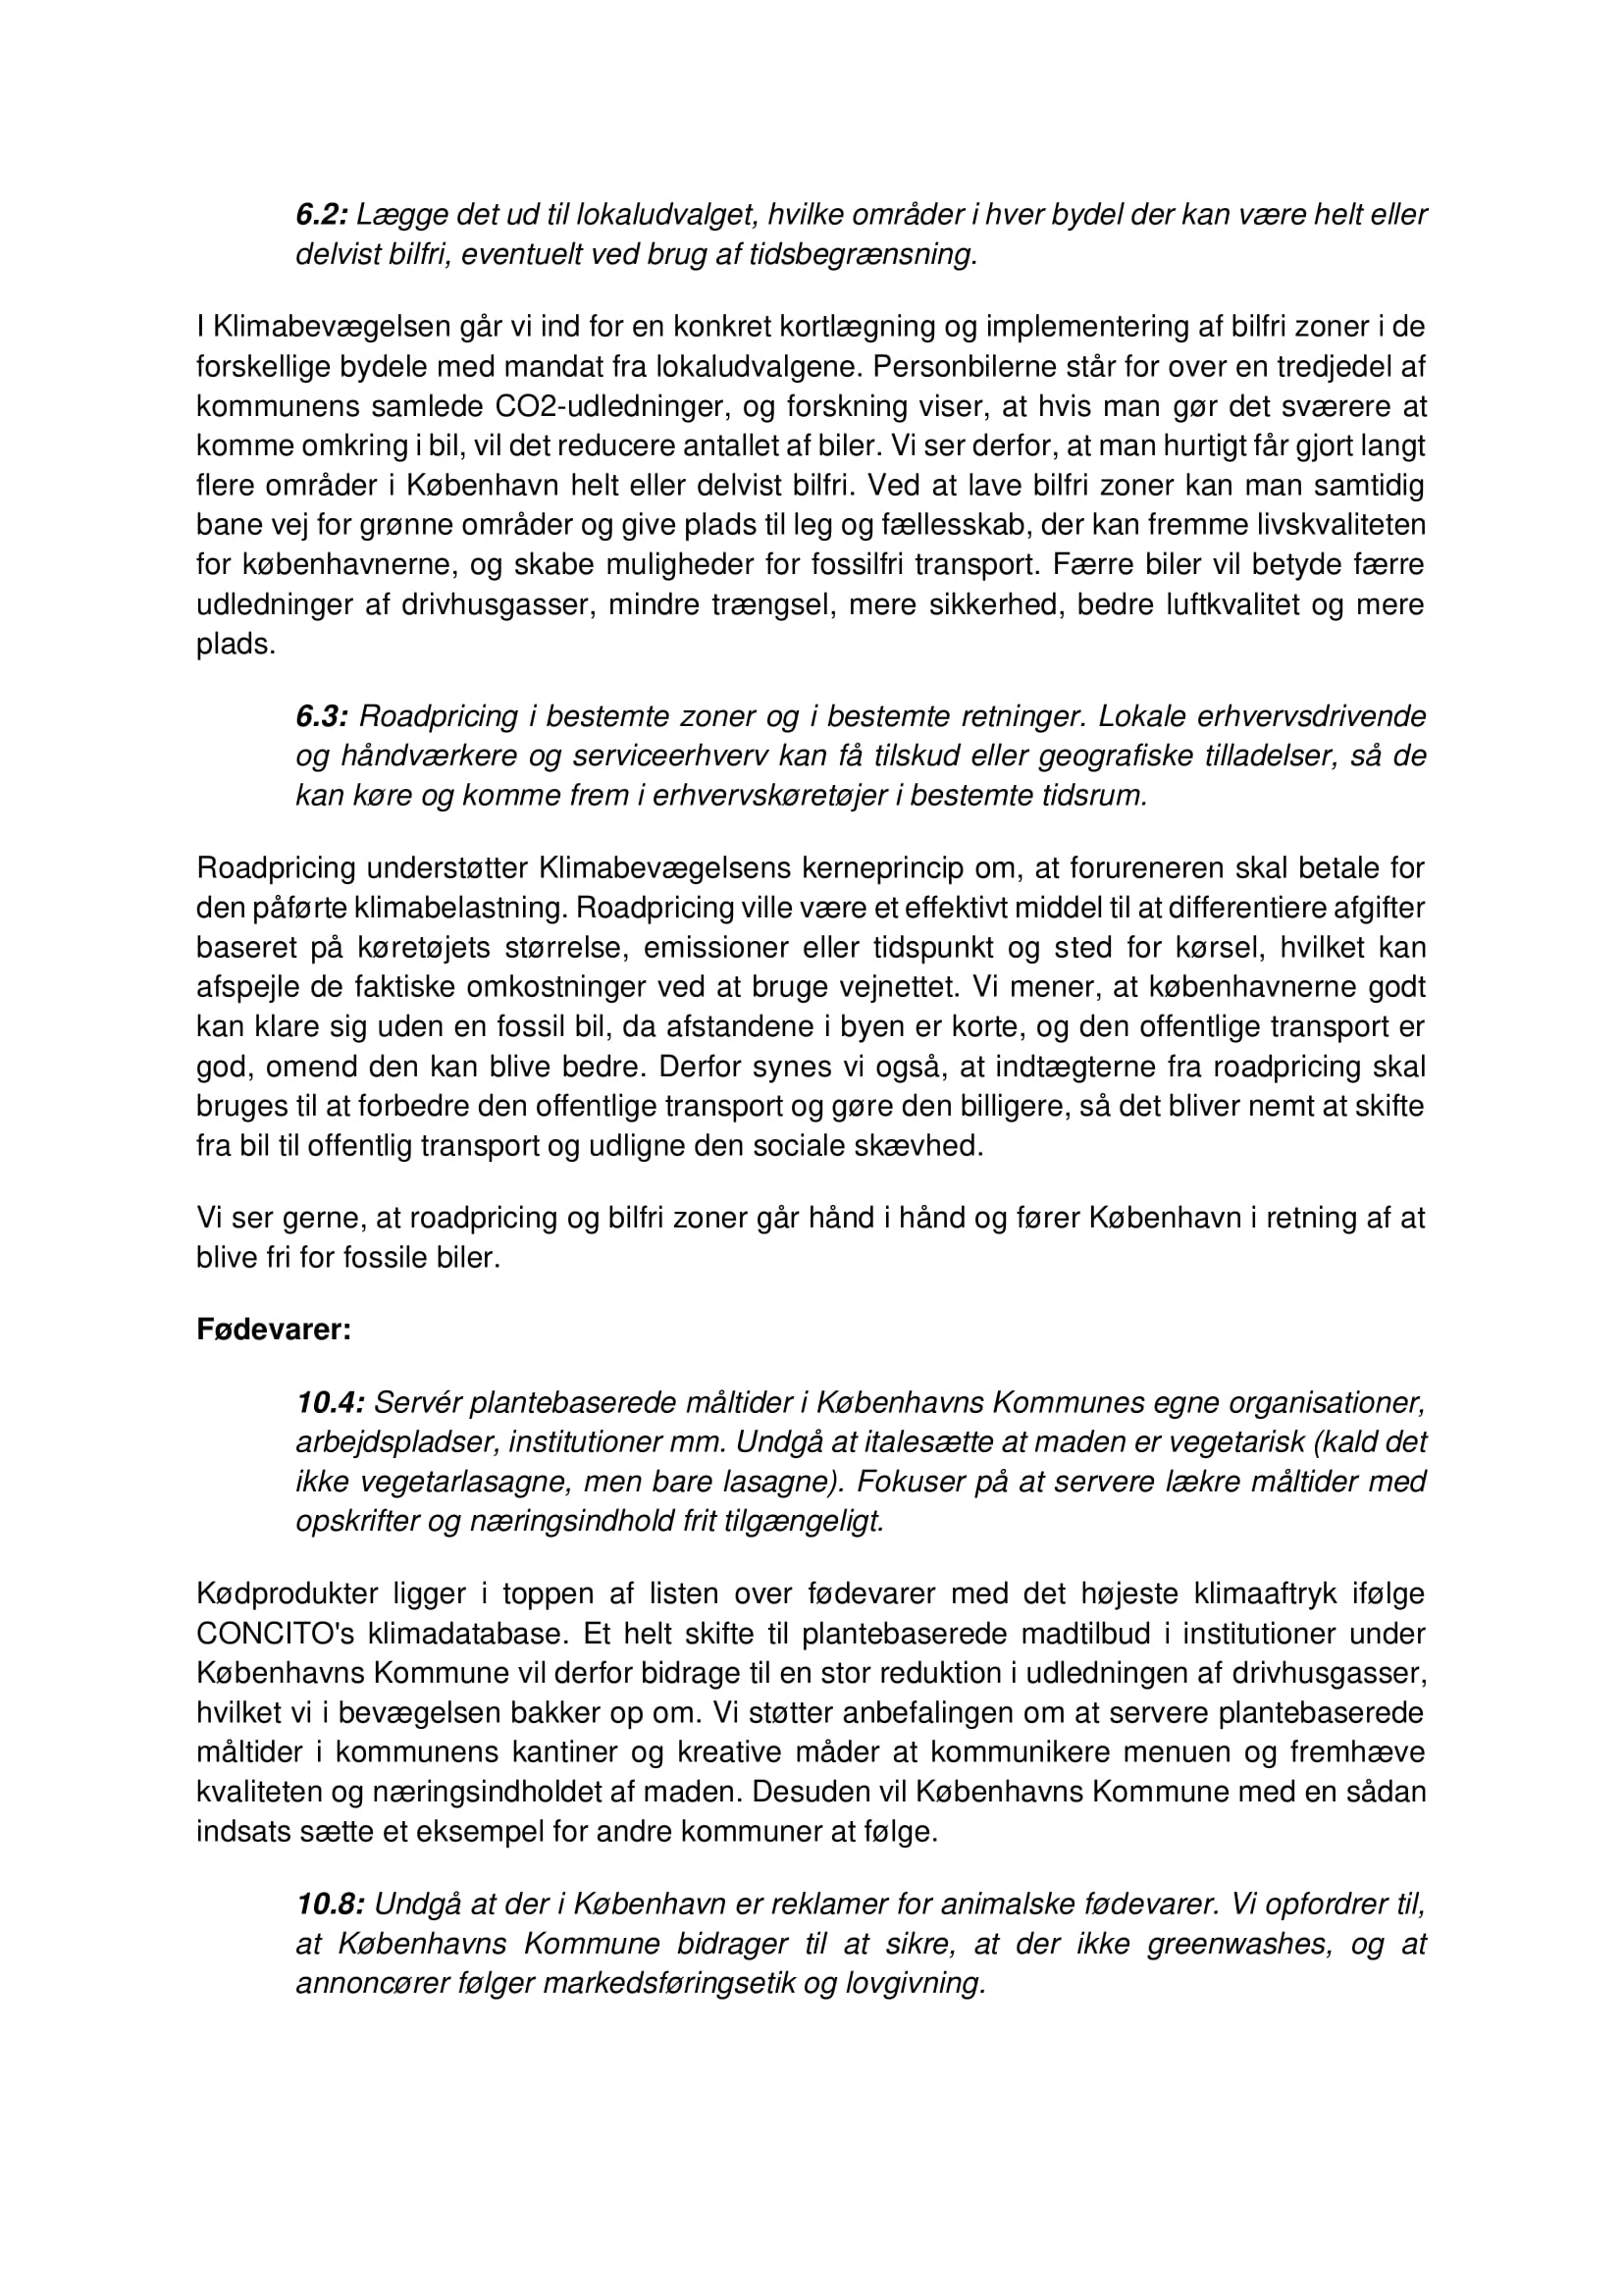 6.2: Lægge det ud til lokaludvalget, hvilke områder i hver bydel der kan være helt eller
delvist bilfri, eventuelt ved brug af tidsbegrænsning.
I Klimabevægelsen går vi ind for en konkret kortlægning og implementering af bilfri zoner i de
forskellige bydele med mandat fra lokaludvalgene. Personbilerne står for over en tredjedel af
kommunens samlede CO2-udledninger, og forskning viser, at hvis man gør det sværere at
komme omkring i bil, vil det reducere antallet af biler. Vi ser derfor, at man hurtigt får gjort langt
flere områder i København helt eller delvist bilfri. Ved at lave bilfri zoner kan man samtidig
bane vej for grønne områder og give plads til leg og fællesskab, der kan fremme livskvaliteten
for københavnerne, og skabe muligheder for fossilfri transport. Færre biler vil betyde færre
udledninger af drivhusgasser, mindre trængsel, mere sikkerhed, bedre luftkvalitet og mere
plads.
6.3: Roadpricing i bestemte zoner og i bestemte retninger. Lokale erhvervsdrivende
og håndværkere og serviceerhverv kan få tilskud eller geografiske tilladelser, så de
kan køre og komme frem i erhvervskøretøjer i bestemte tidsrum.
Roadpricing understøtter Klimabevægelsens kerneprincip om, at forureneren skal betale for
den påførte klimabelastning. Roadpricing ville være et effektivt middel til at differentiere afgifter
baseret på køretøjets størrelse, emissioner eller tidspunkt og sted for kørsel, hvilket kan
afspejle de faktiske omkostninger ved at bruge vejnettet. Vi mener, at københavnerne godt
kan klare sig uden en fossil bil, da afstandene i byen er korte, og den offentlige transport er
god, omend den kan blive bedre. Derfor synes vi også, at indtægterne fra roadpricing skal
bruges til at forbedre den offentlige transport og gøre den billigere, så det bliver nemt at skifte
fra bil til offentlig transport og udligne den sociale skævhed.
Vi ser gerne, at roadpricing og bilfri zoner går hånd i hånd og fører København i retning af at
blive fri for fossile biler.
Fødevarer:
10.4: Servér plantebaserede måltider i Københavns Kommunes egne organisationer,
arbejdspladser, institutioner mm. Undgå at italesætte at maden er vegetarisk (kald det
ikke vegetarlasagne, men bare lasagne). Fokuser på at servere lækre måltider med
opskrifter og næringsindhold frit tilgængeligt.
Kødprodukter ligger i toppen af listen over fødevarer med det højeste klimaaftryk ifølge
CONCITO's klimadatabase. Et helt skifte til plantebaserede madtilbud i institutioner under
Københavns Kommune vil derfor bidrage til en stor reduktion i udledningen af drivhusgasser,
hvilket vi i bevægelsen bakker op om. Vi støtter anbefalingen om at servere plantebaserede
måltider i kommunens kantiner og kreative måder at kommunikere menuen og fremhæve
kvaliteten og næringsindholdet af maden. Desuden vil Københavns Kommune med en sådan
indsats sætte et eksempel for andre kommuner at følge.
10.8: Undgå at der i København er reklamer for animalske fødevarer. Vi opfordrer til,
at Københavns Kommune bidrager til at sikre, at der ikke greenwashes, og at
annoncører følger markedsføringsetik og lovgivning.